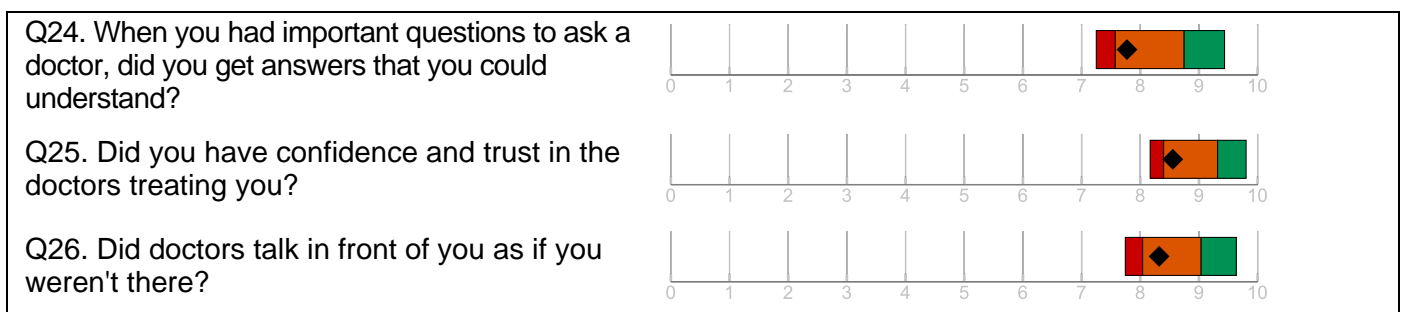 Q24. When you had important questions to ask a
doctor, did you get answers that you could
understand?
0 1 2 3 4 5 6 7 8 9 10
Q25. Did you have confidence and trust in the
doctors treating you?
0 1 2 3 4 5 6 7 8 9 10
Q26. Did doctors talk in front of you as if you
weren't there?
0 1 2 3 4 5 6 7 8 9 10